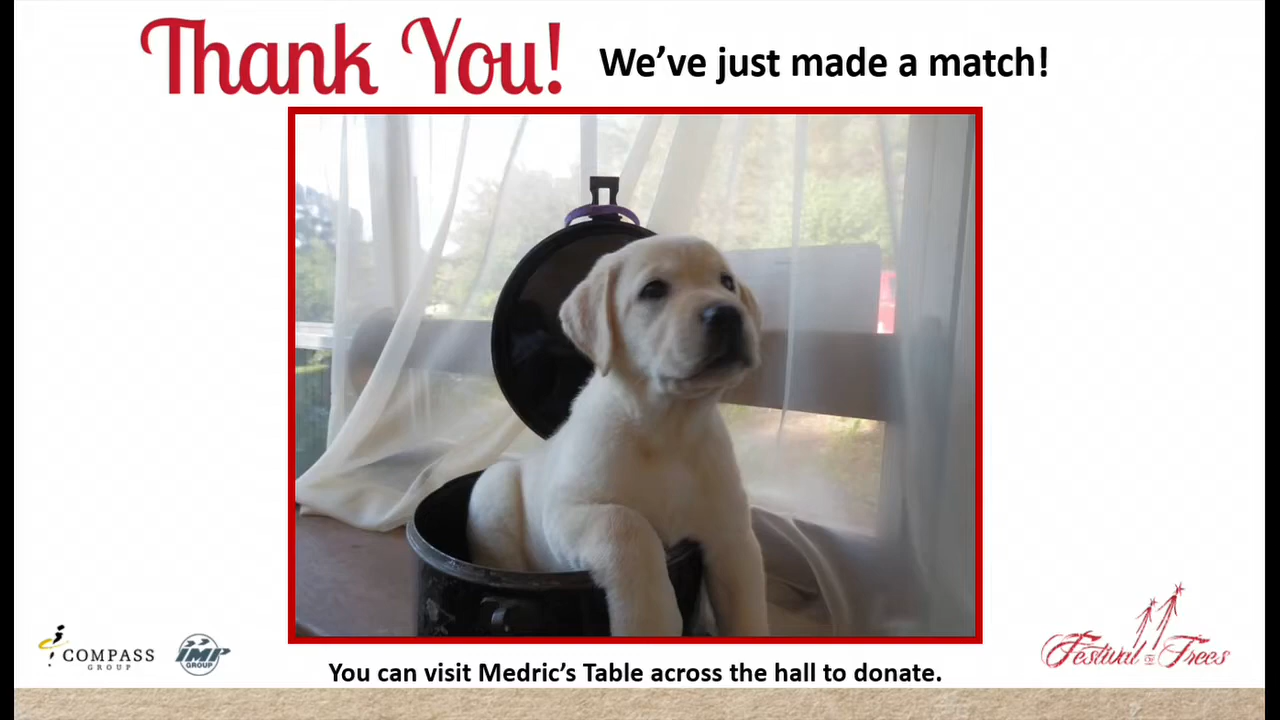 Thank You!
We've just made a match!
COMPASS
GROUP
IMP
GROUP
Festival of Trees
You can visit Medric's Table across the hall to donate.